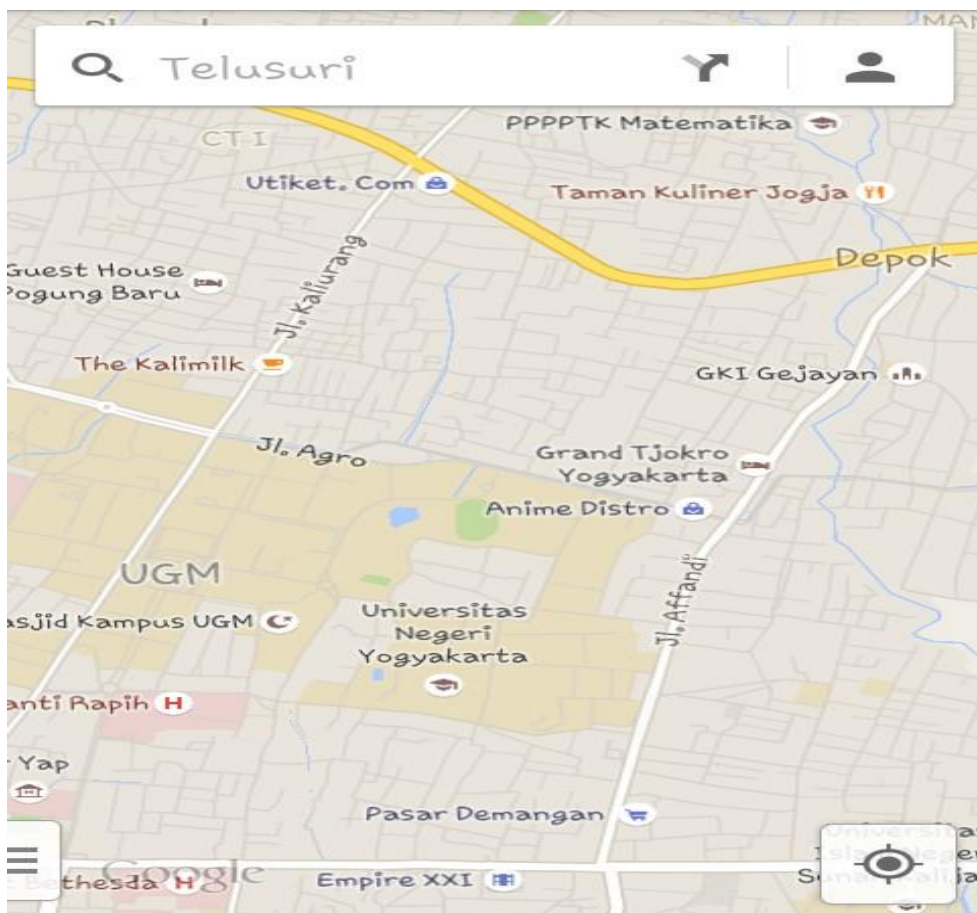 Telusuri
CT I
PPPPTK Matematika
Utiket. Com
Taman Kuliner Jogja
Depok
Guest House
Pogung Baru
Jl. Kaliurang
The Kalimilk
GKI Gejayan
Jl. Agro
Grand Tjokro
Yogyakarta
Anime Distro
UGM
Jl. Affandi
asjid Kampus UGM
Universitas
Negeri
Yogyakarta
anti Rapih H
Yap
Pasar Demangan
Google
Bethesda H
Empire XXI